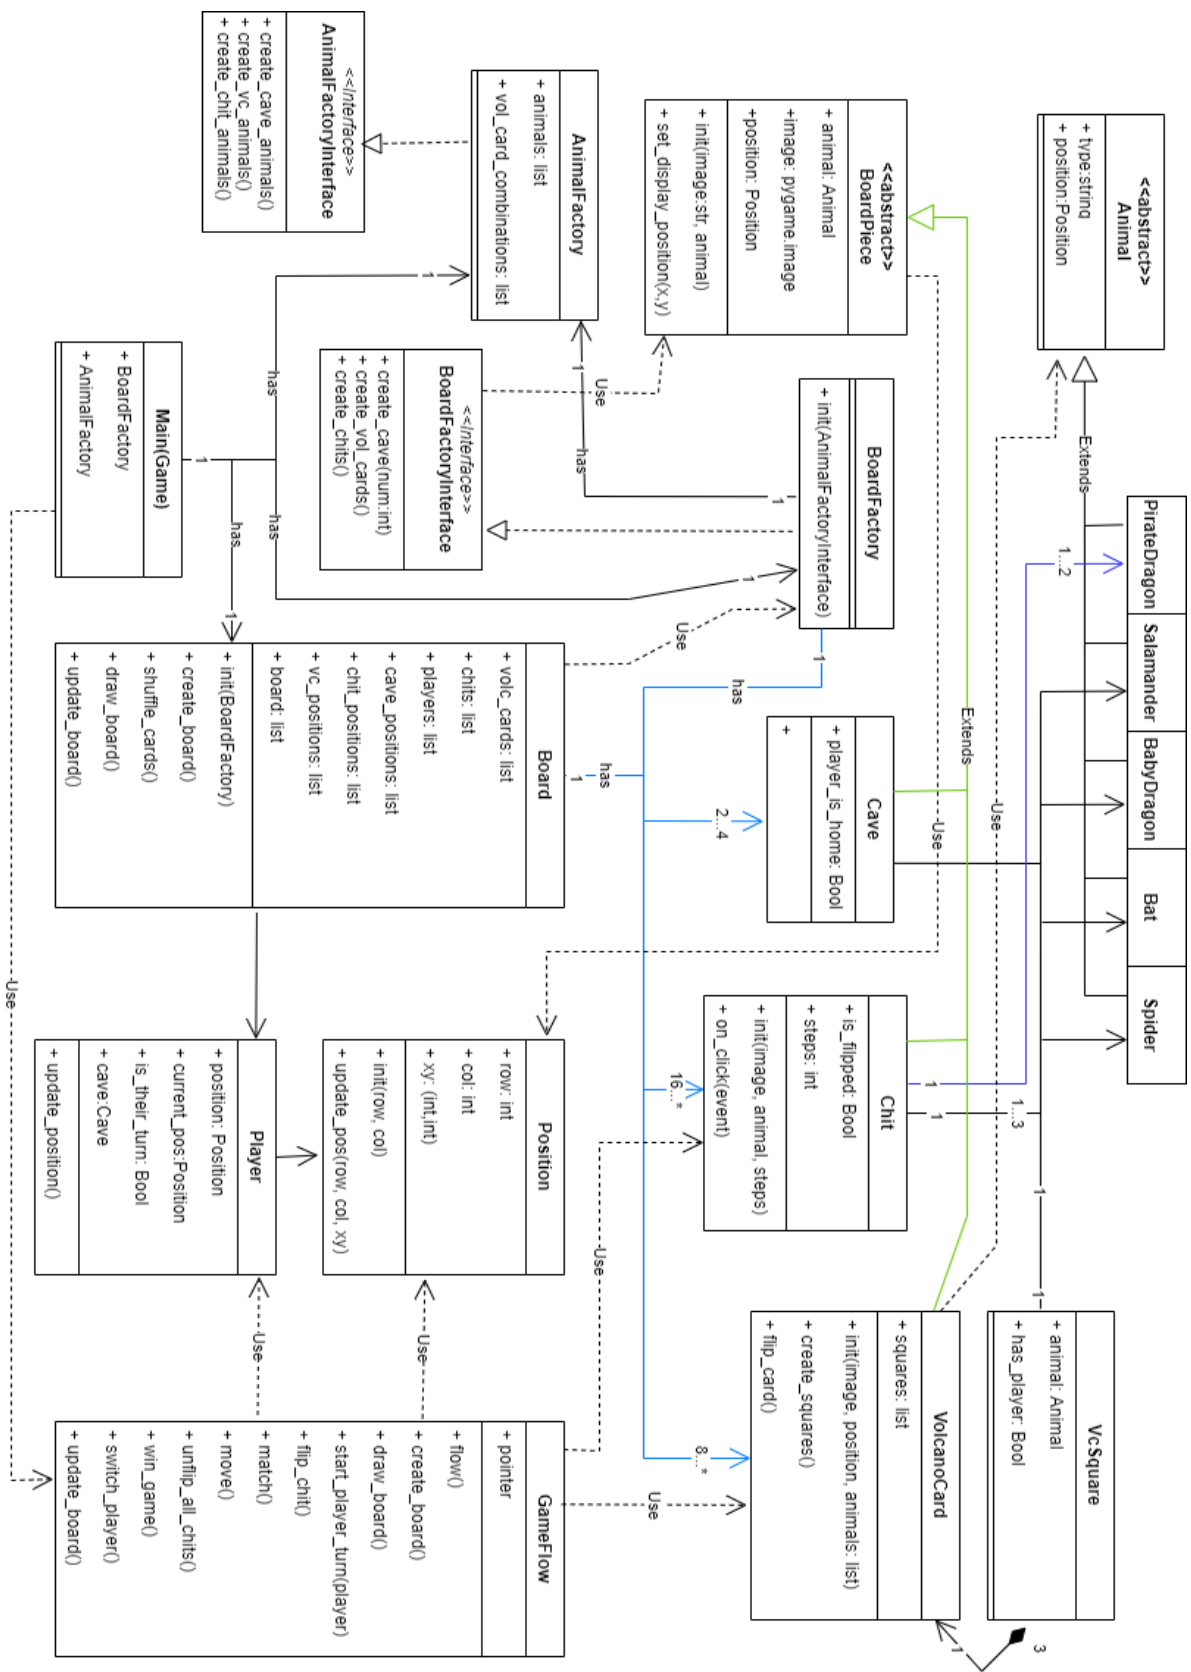 <<abstract>>
Animal
+ type:string
+ position:Position
Extends
PirateDragon
Salamander
BabyDragon
Bat
Spider
1...2
1...3
<<abstract>>
BoardPiece
+ animal: Animal
+image: pygame.image
+position: Position
+ init(image:str, animal)
+ set_display_position(x,y)
Extends
Use
Use
BoardFactory
+ init(AnimalFactoryInterface)
1
1
1
has
Cave
+ player_is_home: Bool
+
2...4
Chit
+ is_filpped: Bool
+ steps: int
+ init(image, animal, steps)
+ on_click(event)
1
1
16...*
VcSquare
+ animal: Animal
+ has_player: Bool
1
1
3
1
VolcanoCard
+ squares: list
+ init(image, position, animals: list)
+ create_squares()
+ flip_card()
8...*
AnimalFactory
+ animals: list
+ vol_card_combinations: list
1
has
1
<<Interface>>
AnimalFactoryInterface
+ create_cave_animals()
+ create_vc_animals()
+ create_chit_animals()
<<Interface>>
BoardFactoryInterface
+ create_cave(num:int)
+ create_vol_cards()
+ create_chits()
Use
Main(Game)
+ BoardFactory
+ AnimalFactory
1
has
has
has
1
Use
Board
+ volc_cards: list
+ chits: list
+ players: list
+ cave_positions: list
+ chit_positions: list
+ vc_positions: list
+ board: list
+ init(BoardFactory)
+ create_board()
+ shuffle_cards()
+ draw_board()
+ update_board()
1
has
Use
Position
+ row: int
+ col: int
+ xy: (int,int)
+ init(row, col)
+ update_pos(row, col, xy)
Player
+ position: Position
+ current_pos:Position
+ is_their_turn: Bool
+ cave:Cave
+ update_position()
Use
Use
Use
Use
GameFlow
+ pointer
+ flow()
+ create_board()
+ draw_board()
+ start_player_turn(player)
+ flip_chit()
+ match()
+ move()
+ unflip_all_chits()
+ win_game()
+ switch_player()
+ update_board()